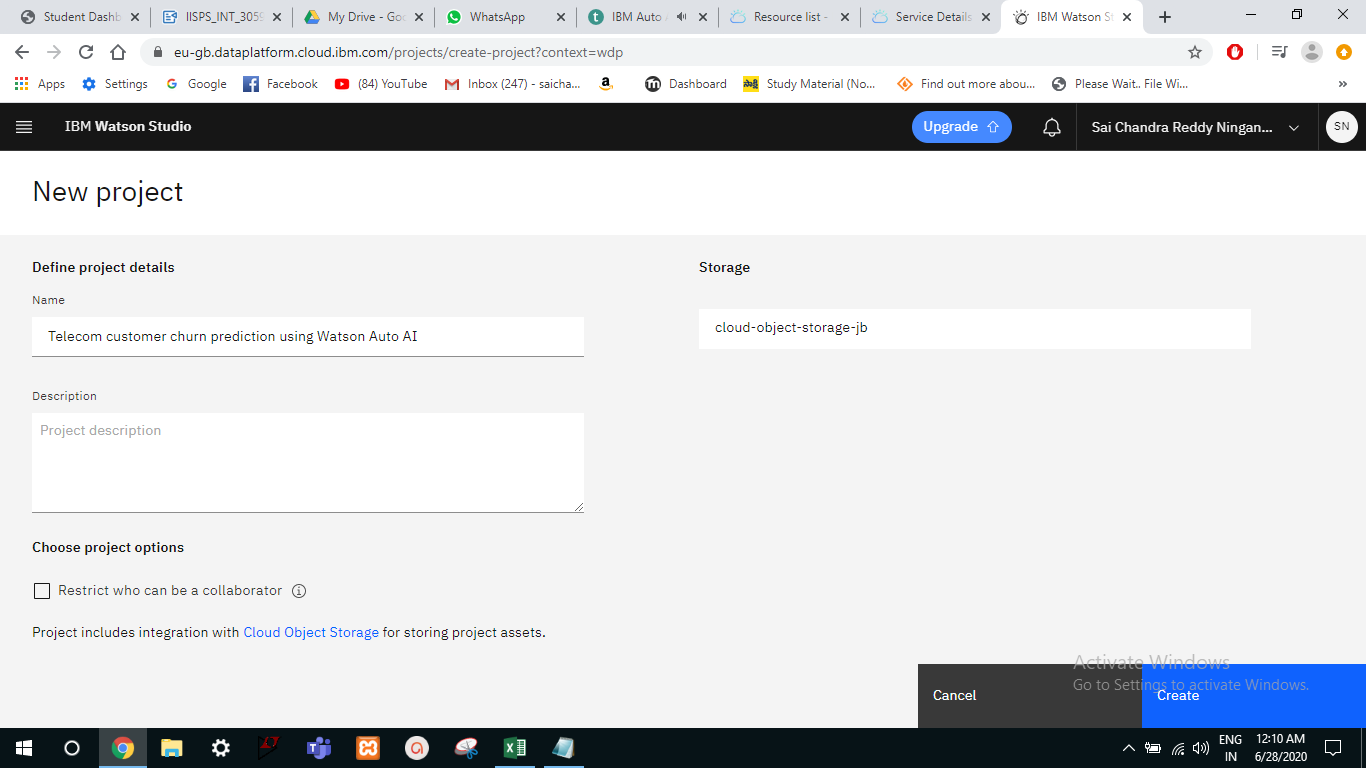 Student Dashb
IISPS_INT_3059
My Drive - Goo
WhatsApp
IBM Auto
Resource list -
Service Details
IBM Watson St
eu-gb.dataplatform.cloud.ibm.com/projects/create-project?context=wdp
Apps
Settings
Google
Facebook
(84) YouTube
Inbox (247) - saicha...
Dashboard
Study Material (No...
Find out more abou...
Please Wait.. File Wi...
»
IBM Watson Studio
Upgrade
Sai Chandra Reddy Ningan...
SN
New project
Define project details
Storage
Name
Telecom customer churn prediction using Watson Auto AI
cloud-object-storage-jb
Description
Project description
Choose project options
Restrict who can be a collaborator
Project includes integration with Cloud Object Storage for storing project assets.
Activate Windows
Go to Settings to activate Windows.
Cancel
Create
ENG
IN
12:10 AM
6/28/2020